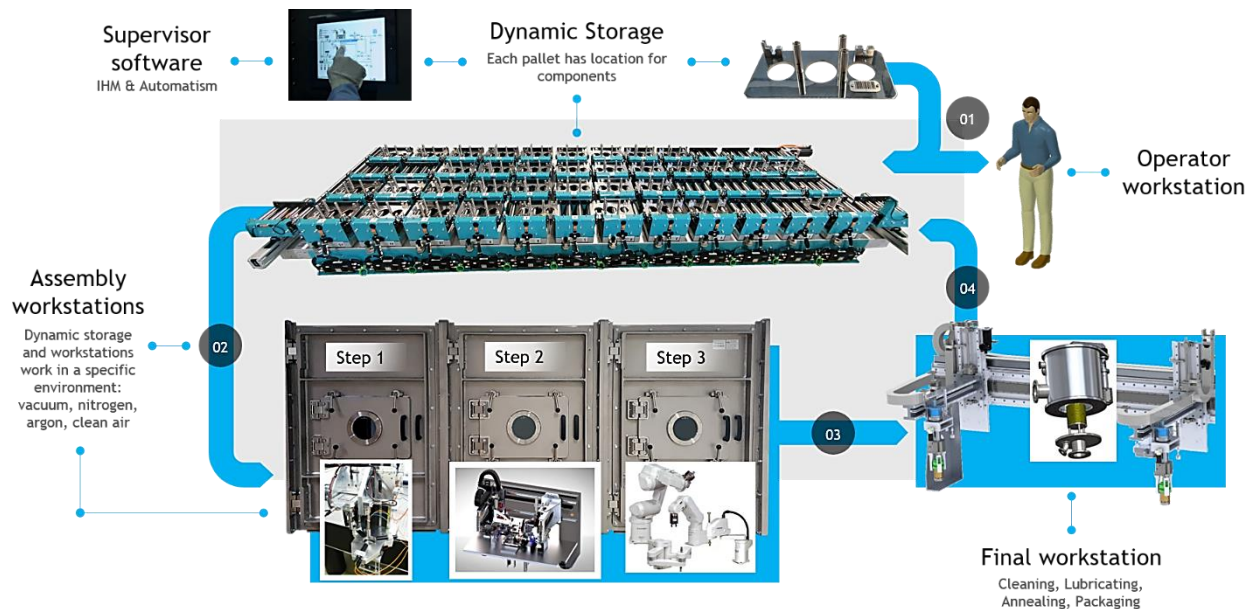 Supervisor
software
IHM & Automatism
Dynamic Storage
Each pallet has location for
components
01
Operator
workstation
Assembly
workstations
Dynamic storage
and workstations
work in a specific
environment:
vacuum, nitrogen,
argon, clean air
02
Step 1
Step 2
Step 3
03
04
Final workstation
Cleaning, Lubricating,
Annealing, Packaging